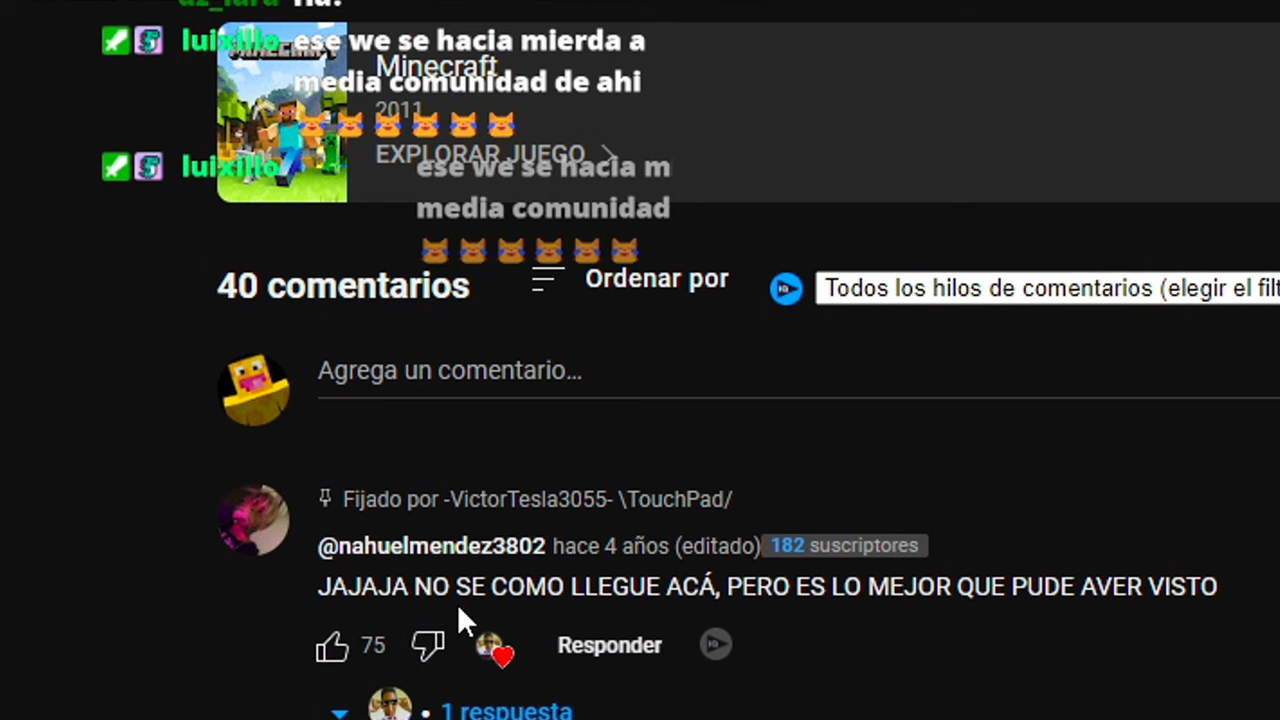 luixillo ese we se hacia mierda a
Minecraft
media comunidad de ahi
2011
EXPLORAR JUEGO
luixillo ese we se hacia m
media comunidad
40 comentarios
Ordenar por
Todos los hilos de comentarios (elegir el filt
Agrega un comentario...
Fijado por -VictorTesla3055- \TouchPad/
@nahuelmendez3802 hace 4 años (editado) 182 suscriptores
JAJAJA NO SE COMO LLEGUE ACÁ, PERO ES LO MEJOR QUE PUDE AVER VISTO
75
Responder
• 1 respuesta